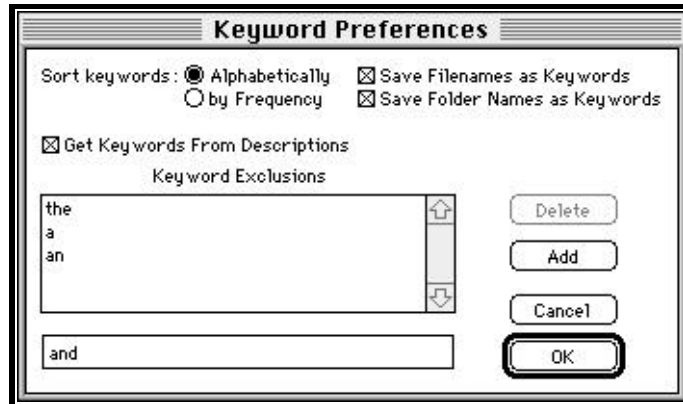 Keyword Preferences
Sort keywords: Alphabetically
by Frequency
Save Filenames as Keywords
Save Folder Names as Keywords
Get Keywords From Descriptions
Keyword Exclusions
the
a
an
and
Delete
Add
Cancel
OK